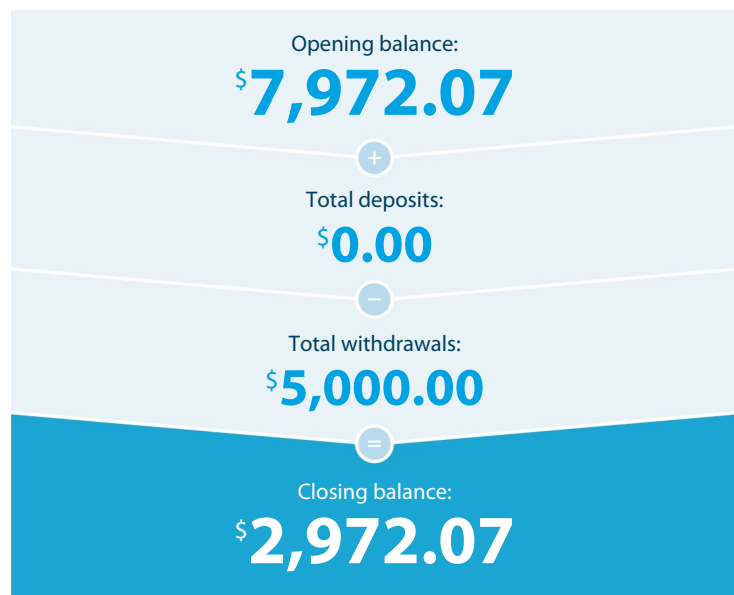 Opening balance:
$7,972.07
+
Total deposits:
$0.00
−
Total withdrawals:
$5,000.00
=
Closing balance:
$2,972.07